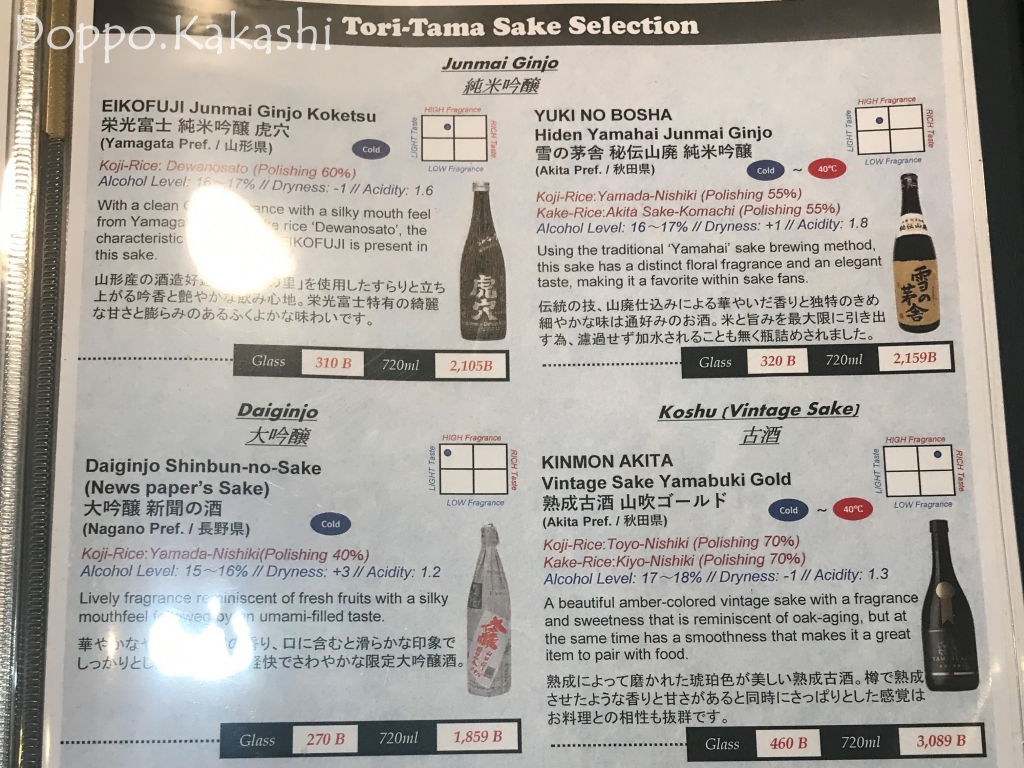 Doppo.Kakashi
Tori-Tama Sake Selection
Junmai Ginjo
純米吟醸
EIKOFUJI Junmai Ginjo Koketsu
栄光富士 純米吟醸 虎穴
(Yamagata Pref. / 山形県)
Cold
HIGH Fragrance
LIGHT Taste
RICH Taste
LOW Fragrance
Koji-Rice: Dewanosato (Polishing 60%)
Alcohol Level: 16～17% // Dryness: -1 // Acidity: 1.6
With a clean
with a silky mouth feel
from
rice 'Dewanosato', the
characteristic
EIKOFUJI is present in
this sake.
山形産の酒造好
里」を使用したすらりと立ち
上がる吟香と艶やかな飲み心地。栄光富士特有の綺麗
な甘さと膨らみのあるふくよかな味わいです。
虎穴
Glass 310 B 720ml 2,105B
YUKI NO BOSHA
Hiden Yamahai Junmai Ginjo
雪の茅舎 秘伝山廃 純米吟醸
(Akita Pref. / 秋田県)
Cold ～ 40℃
HIGH Fragrance
LIGHT Taste
RICH Taste
LOW Fragrance
Koji-Rice:Yamada-Nishiki (Polishing 55%)
Kake-Rice:Akita Sake-Komachi (Polishing 55%)
Alcohol Level: 16～17% // Dryness: +1 // Acidity: 1.8
Using the traditional 'Yamahai' sake brewing method,
this sake has a distinct floral fragrance and an elegant
taste, making it a favorite within sake fans.
伝統の技、山廃仕込みによる華やいだ香りと独特のきめ
細やかな味は通好みのお酒。米と旨みを最大限に引き出
す為、濾過せず加水されることも無く瓶詰めされました。
秘伝山廃
雪の茅舎
Glass 320 B 720ml 2,159B
Daiginjo
大吟醸
Daiginjo Shinbun-no-Sake
(News paper's Sake)
大吟醸 新聞の酒
(Nagano Pref. / 長野県)
Cold
HIGH Fragrance
LIGHT Taste
RICH Taste
LOW Fragrance
Koji-Rice:Yamada-Nishiki(Polishing 40%)
Alcohol Level: 15～16% // Dryness: +3 // Acidity: 1.2
Lively fragrance reminiscent of fresh fruits with a silky
mouthfeel followed by an umami-filled taste.
華やかな
香り、口に含むと滑らかな印象で
しっかりとし
軽快でさわやかな限定大吟醸酒。
Glass 270 B 720ml 1,859 B
Koshu (Vintage Sake)
古酒
KINMON AKITA
Vintage Sake Yamabuki Gold
熟成古酒 山吹ゴールド
(Akita Pref. / 秋田県)
Cold ～ 40℃
HIGH Fragrance
LIGHT Taste
RICH Taste
LOW Fragrance
Koji-Rice:Toyo-Nishiki (Polishing 70%)
Kake-Rice:Kiyo-Nishiki (Polishing 70%)
Alcohol Level: 17～18% // Dryness: -1 // Acidity: 1.3
A beautiful amber-colored vintage sake with a fragrance
and sweetness that is reminiscent of oak-aging, but at
the same time has a smoothness that makes it a great
item to pair with food.
熟成によって磨かれた琥珀色が美しい熟成古酒。樽で熟成
させたような香りと甘さがあると同時にさっぱりとした感覚は
お料理との相性も抜群です。
Glass 460 B 720ml 3,089 B